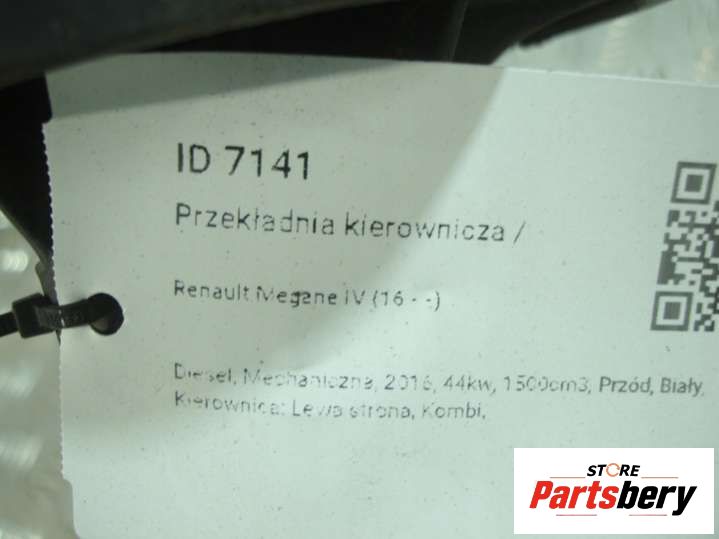 ID 7141
Przekładnia kierownicza /
Renault Megane IV (16 - -)
Diesel, Mechaniczna, 2016, 44kw, 1500cm3, Przód, Biały,
Kierownica: Lewa strona, Kombi,
STORE
Partsbery